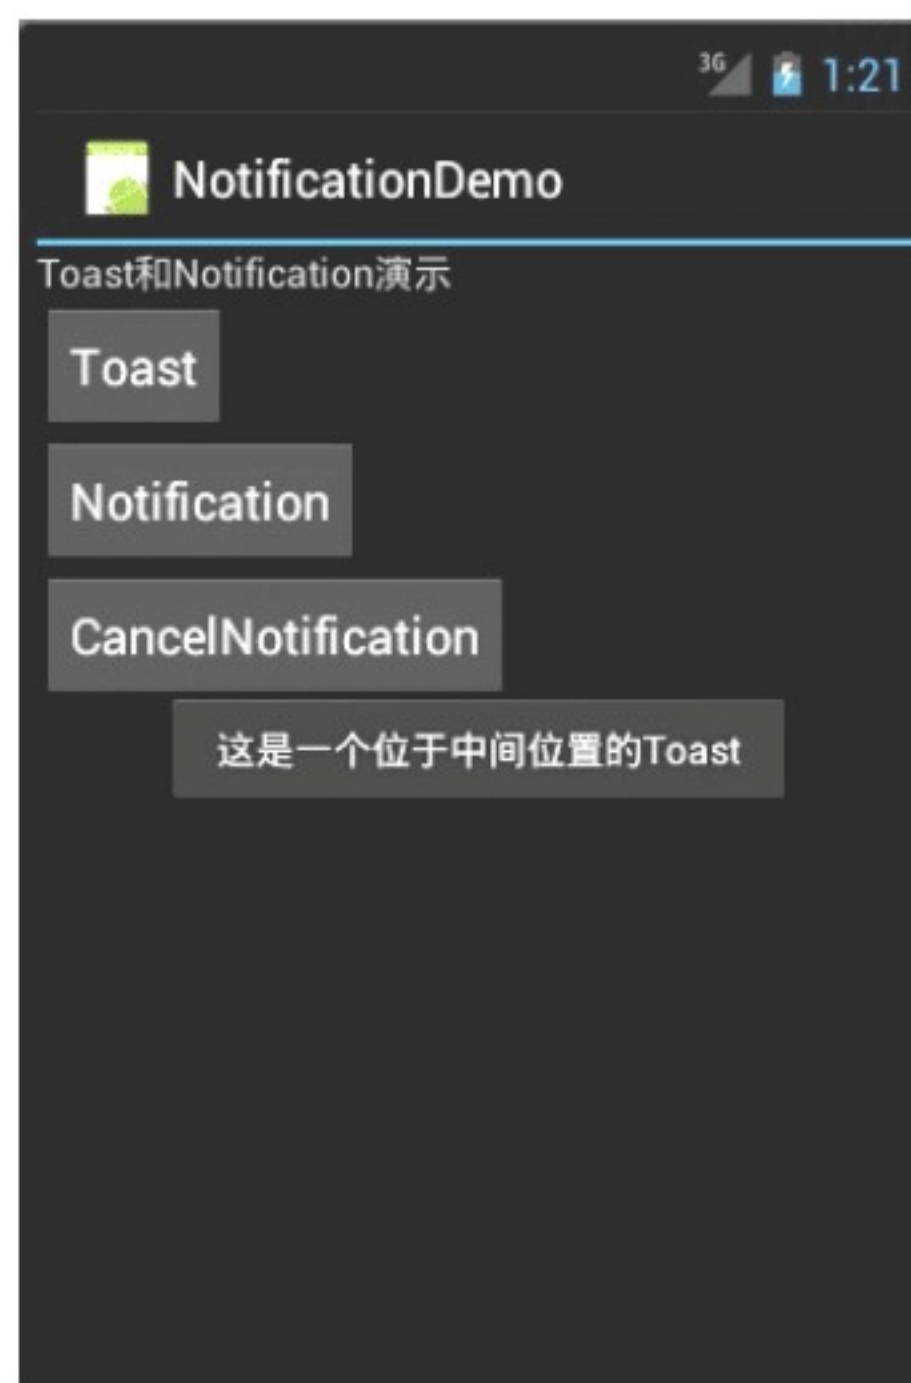 3G 1:21
NotificationDemo
Toast和Notification演示
Toast
Notification
CancelNotification
这是一个位于中间位置的Toast